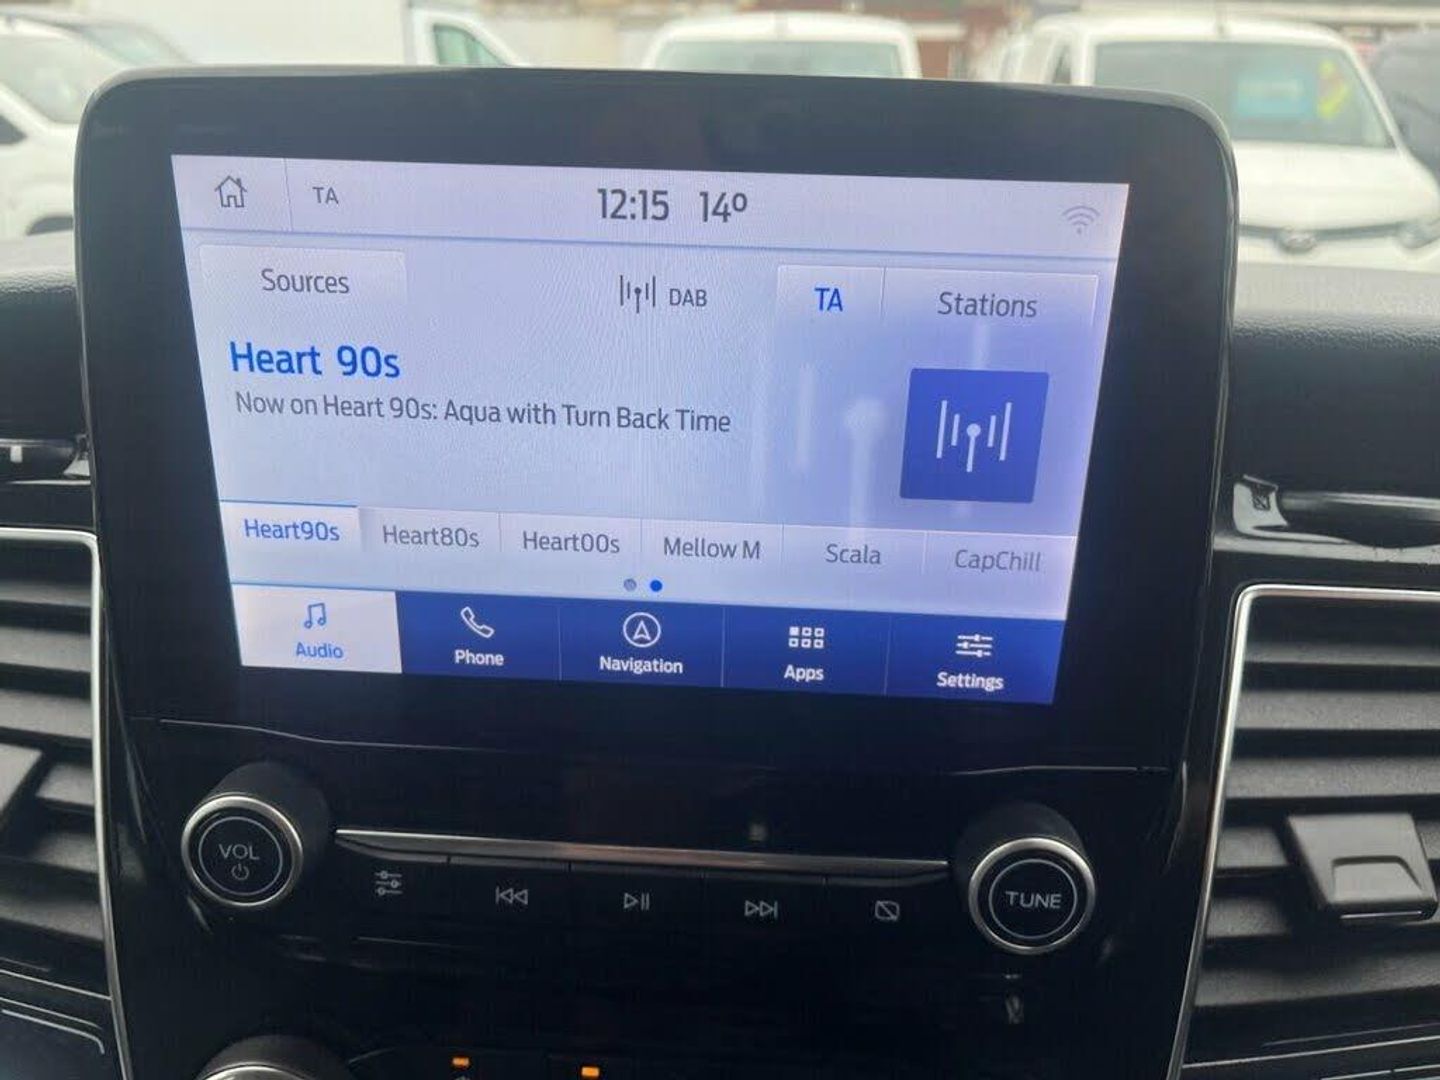 TA 12:15 14°
Sources DAB TA Stations
Heart 90s
Now on Heart 90s: Aqua with Turn Back Time
Heart90s Heart80s Heart00s Mellow M Scala CapChill
Audio Phone Navigation Apps Settings
VOL TUNE